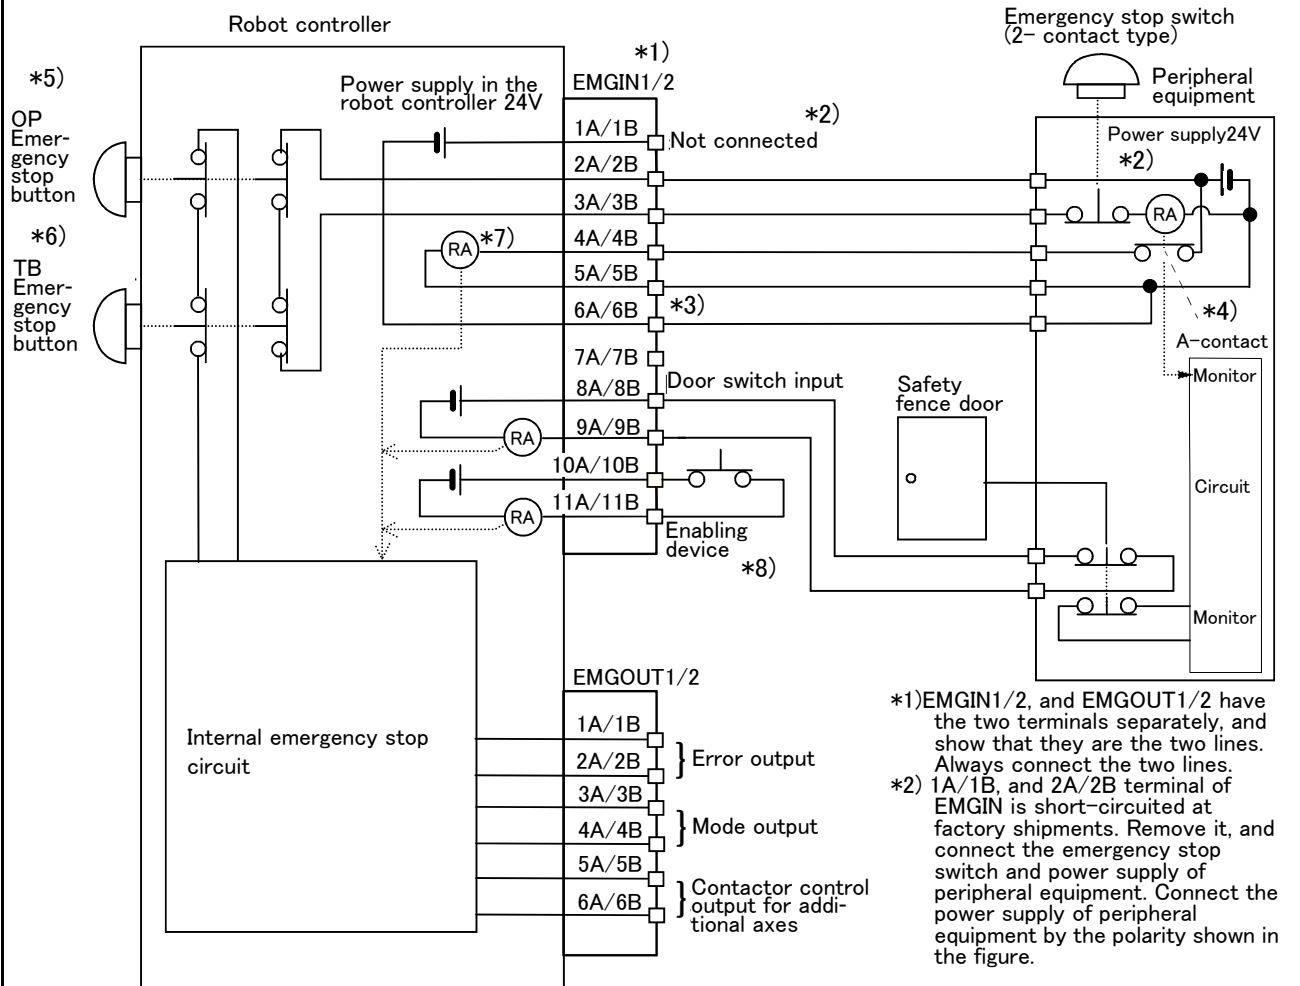 Robot controller
Emergency stop switch
(2- contact type)
*1)
*5)
Power supply in the
robot controller 24V
EMGIN1/2
Peripheral
equipment
OP
Emer-
gency
stop
button
*2)
1A/1B
Not connected
Power supply24V
*2)
2A/2B
3A/3B
RA
*6)
RA
*7)
4A/4B
TB
Emer-
gency
stop
button
5A/5B
6A/6B
*3)
*4)
A-contact
7A/7B
Monitor
8A/8B
Door switch input
Safety
fence door
9A/9B
RA
10A/10B
Circuit
11A/11B
RA
Enabling
device
*8)
Monitor
EMGOUT1/2
Internal emergency stop
circuit
1A/1B
2A/2B
Error output
3A/3B
4A/4B
Mode output
5A/5B
6A/6B
Contactor control
output for addi-
tional axes
*1)EMGIN1/2, and EMGOUT1/2 have
the two terminals separately, and
show that they are the two lines.
Always connect the two lines.
*2) 1A/1B, and 2A/2B terminal of
EMGIN is short-circuited at
factory shipments. Remove it, and
connect the emergency stop
switch and power supply of
peripheral equipment. Connect the
power supply of peripheral
equipment by the polarity shown in
the figure.